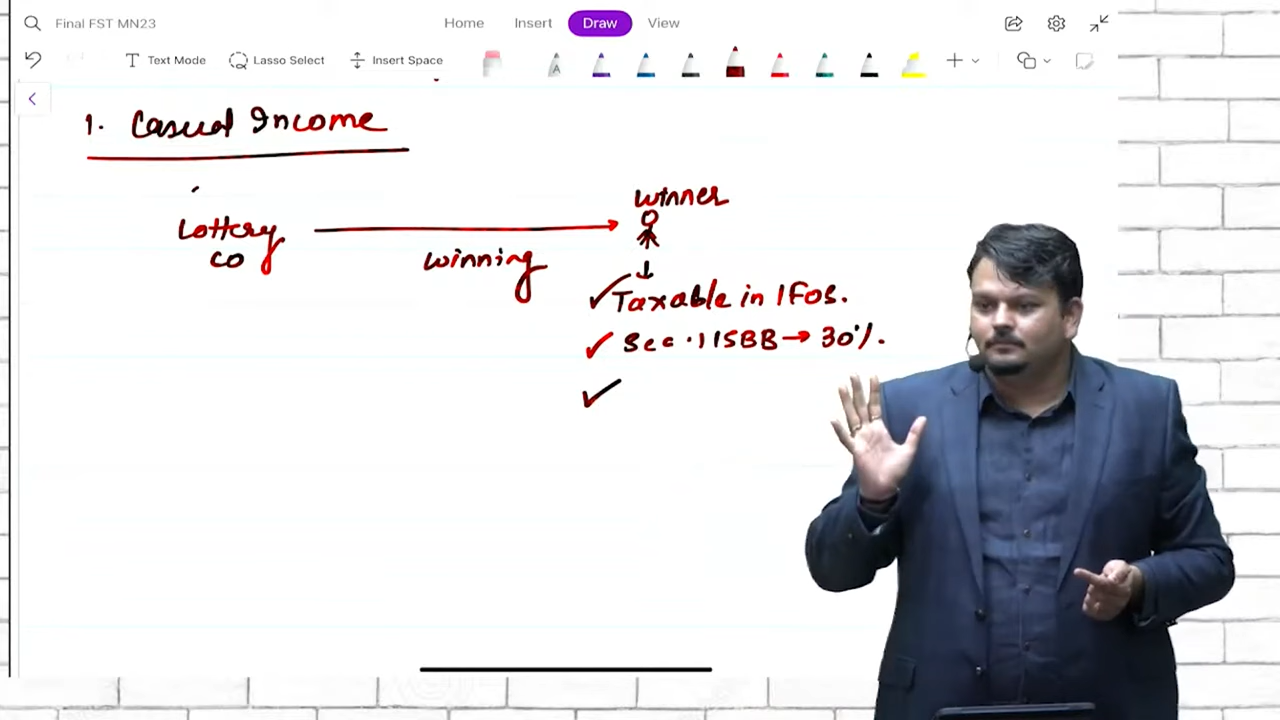 Final FST MN23
Home Insert Draw View
Text Mode Lasso Select Insert Space
1. Casual Income
Lottery co
winning
winner
Taxable in IFOS.
Sec. 115BB → 30%.